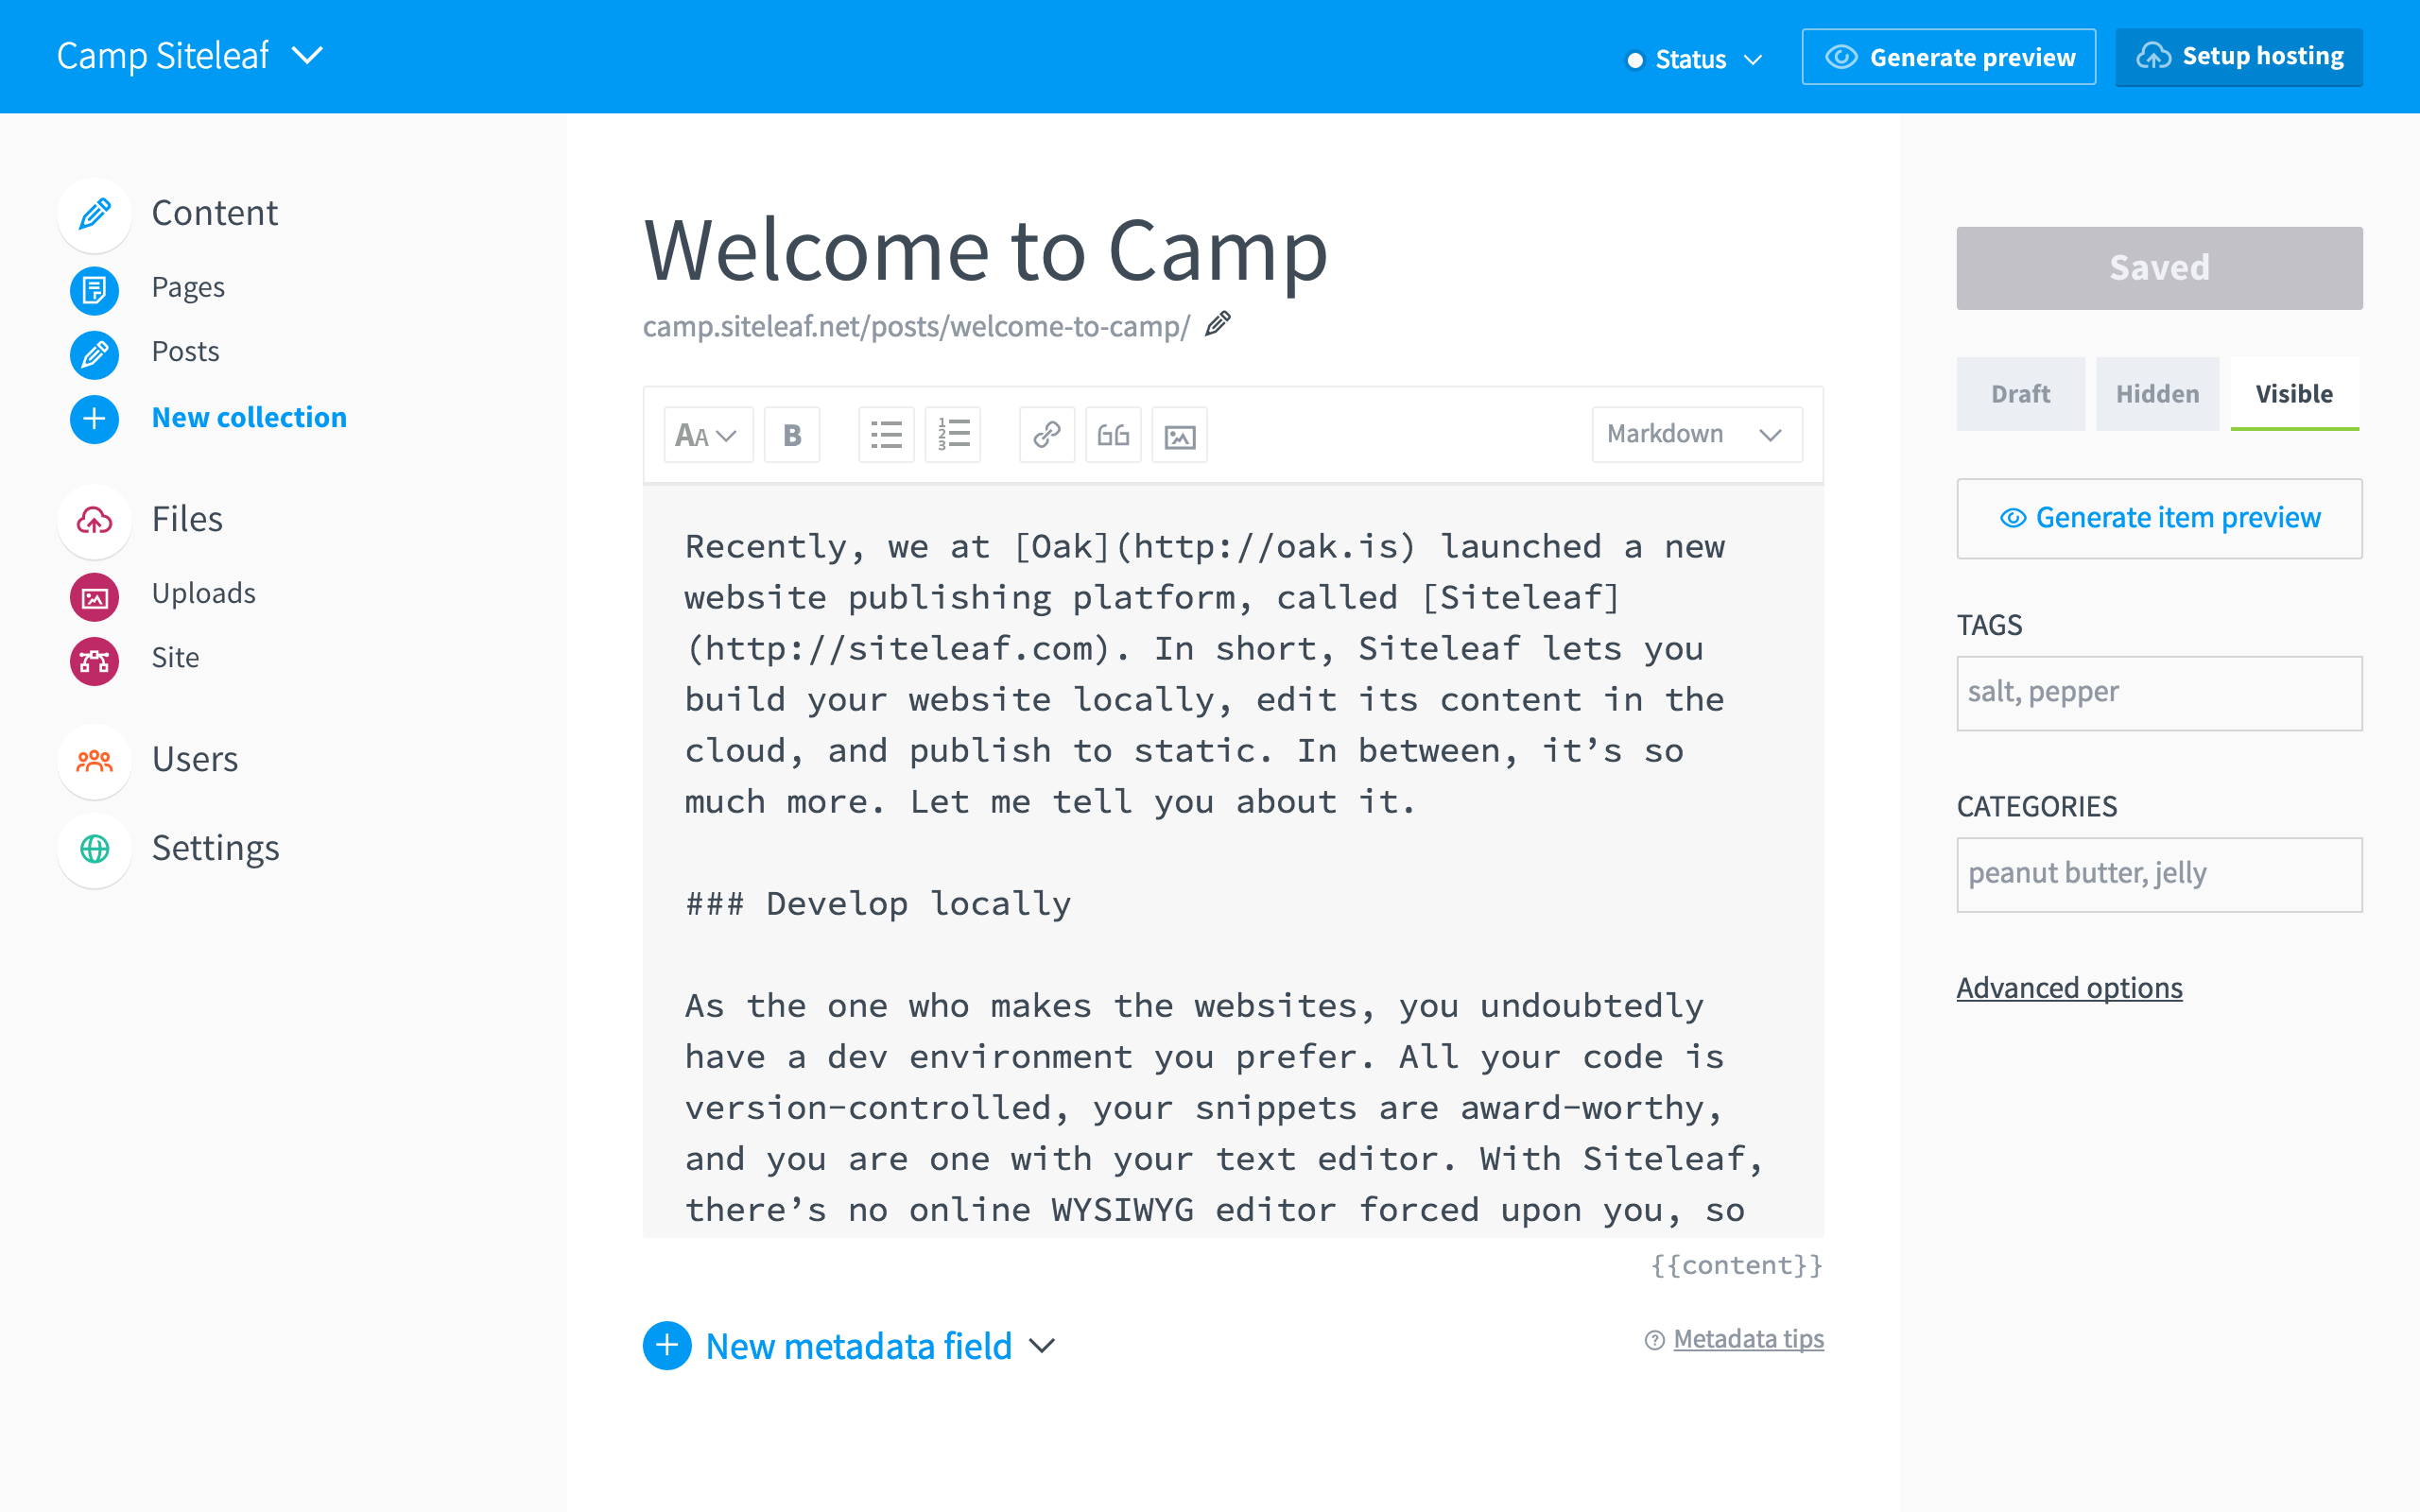 Camp Siteleaf
Status
Generate preview
Setup hosting
Content
Pages
Posts
New collection
Files
Uploads
Site
Users
Settings
Welcome to Camp
camp.siteleaf.net/posts/welcome-to-camp/
AA
B
Markdown
Recently, we at [Oak](http://oak.is) launched a new
website publishing platform, called [Siteleaf]
(http://siteleaf.com). In short, Siteleaf lets you
build your website locally, edit its content in the
cloud, and publish to static. In between, it’s so
much more. Let me tell you about it.
### Develop locally
As the one who makes the websites, you undoubtedly
have a dev environment you prefer. All your code is
version-controlled, your snippets are award-worthy,
and you are one with your text editor. With Siteleaf,
there’s no online WYSIWYG editor forced upon you, so
{{content}}
New metadata field
Metadata tips
Saved
Draft
Hidden
Visible
Generate item preview
TAGS
salt, pepper
CATEGORIES
peanut butter, jelly
Advanced options